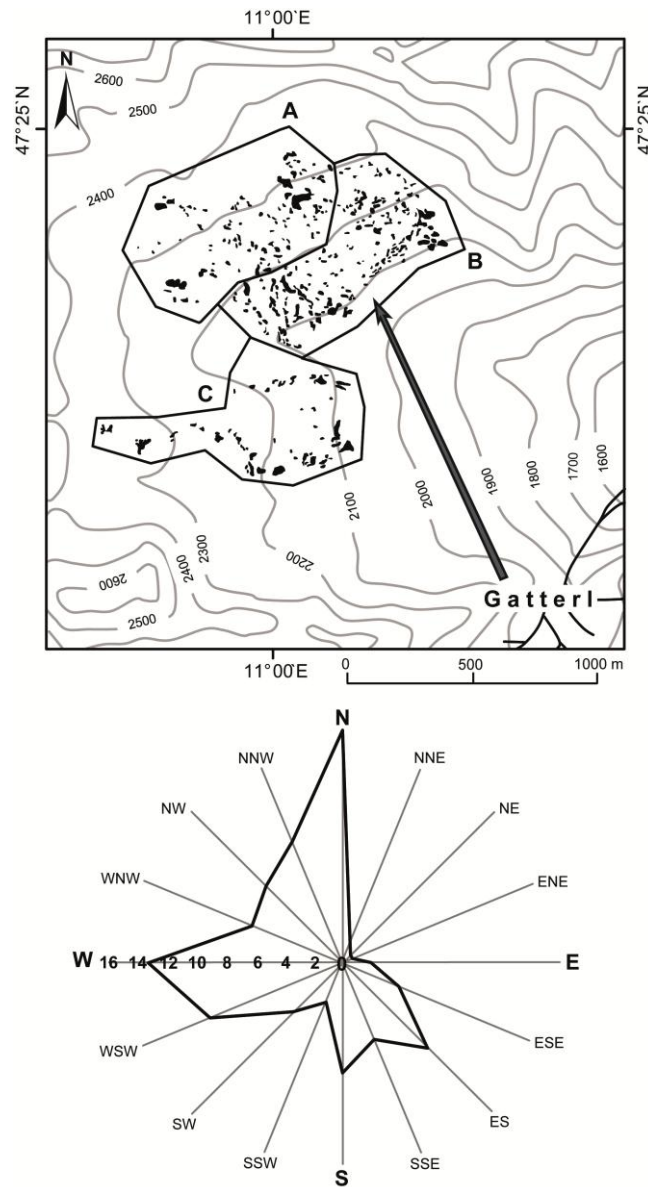 11°00`E
N
2600
2500
47°25`N
47°25`N
A
2400
B
C
2100
2000
1900
1800
1700
1600
2400
2300
2200
2600
2500
Gatterl
11°00`E
0 500 1000 m
N
NNW
NNE
NW
NE
WNW
ENE
W 16 14 12 10 8 6 4 2 0 E
WSW
ESE
SW
ES
SSW
SSE
S